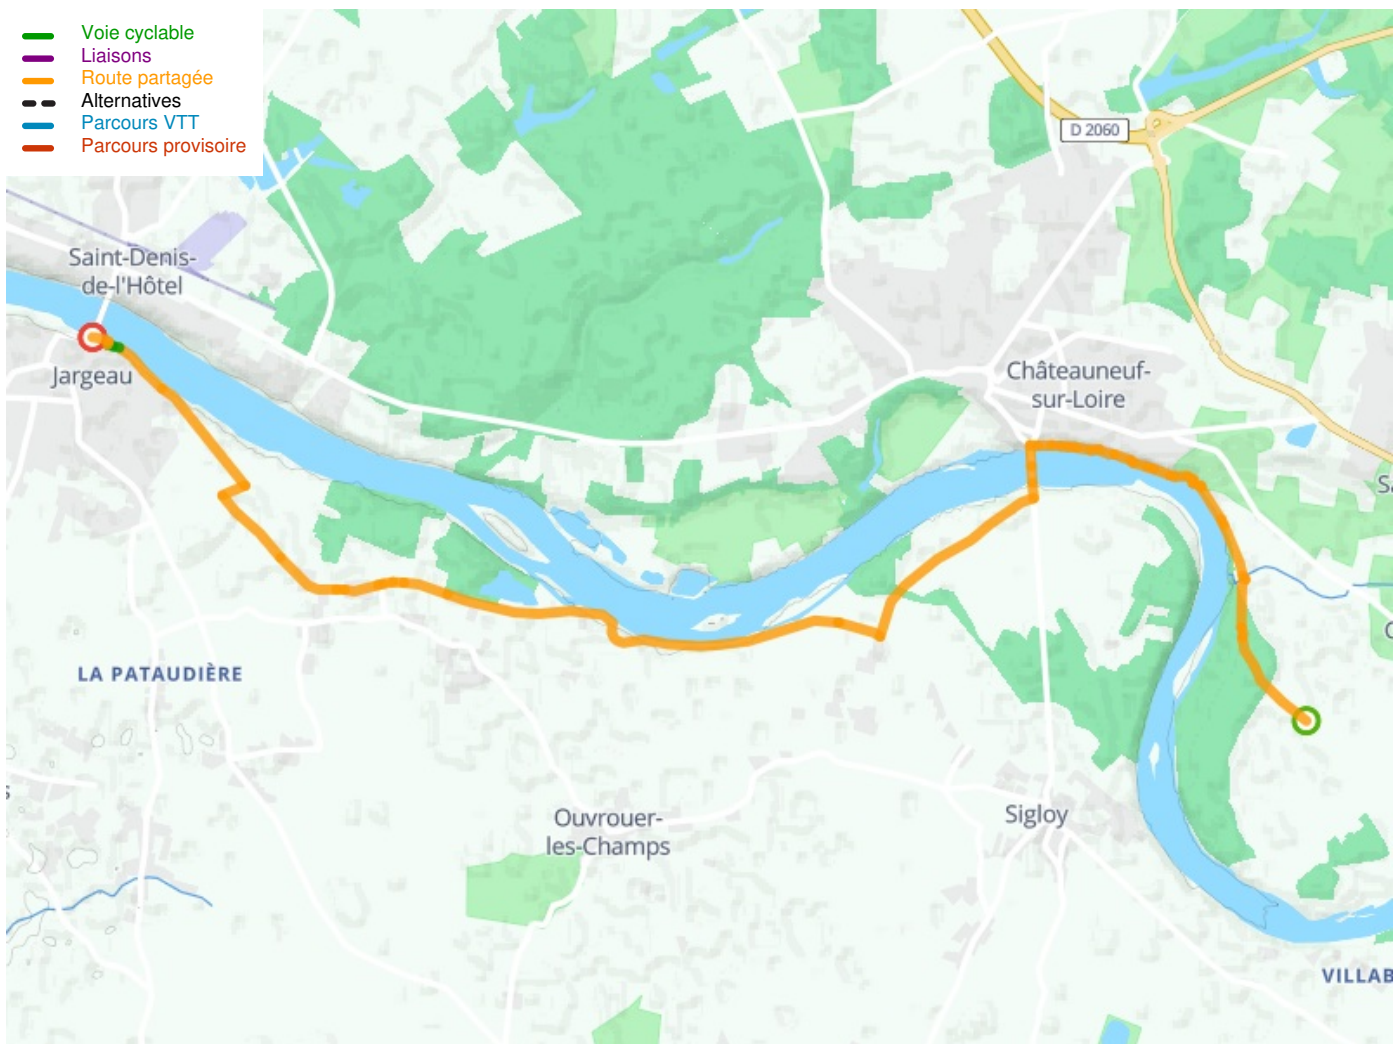 Voie cyclable
Liaisons
Route partagée
Alternatives
Parcours VTT
Parcours provisoire
D 2060
Saint-Denis-
de-l'Hôtel
Jargeau
Châteauneuf-
sur-Loire
LA PATAUDIÈRE
Ouvrouer-
les-Champs
Sigloy
VILLAB